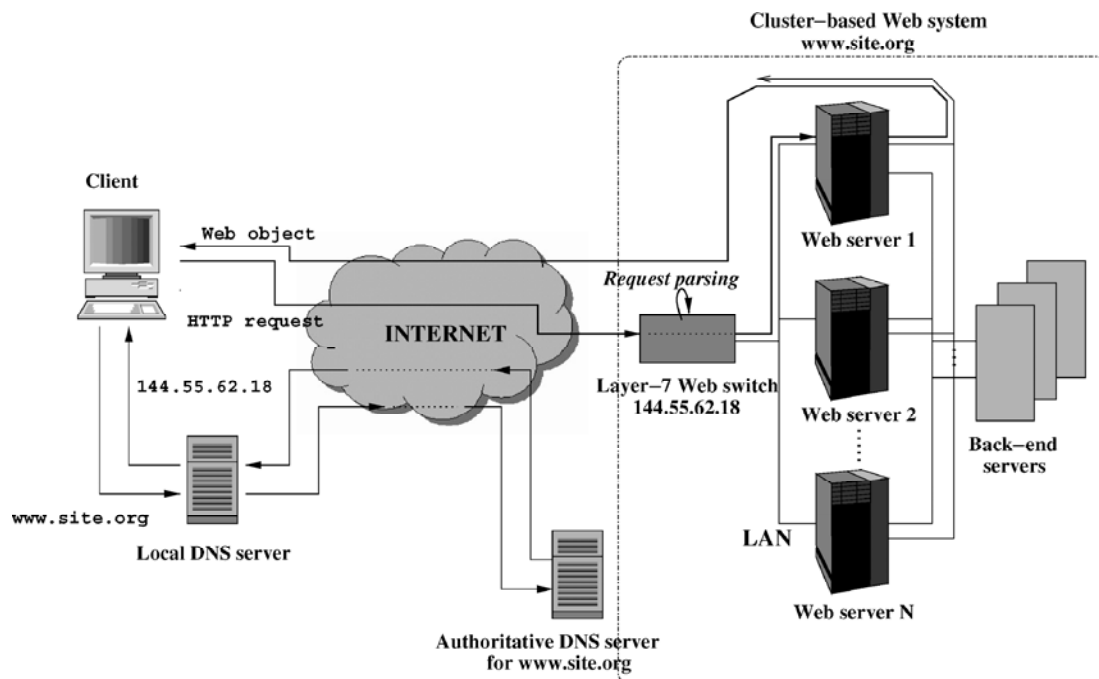 Cluster−based Web system
www.site.org
Client
Web object
Web server 1
Request parsing
HTTP request
INTERNET
144.55.62.18
Layer−7 Web switch
144.55.62.18
Web server 2
Back−end
servers
www.site.org
Local DNS server
LAN
Web server N
Authoritative DNS server
for www.site.org